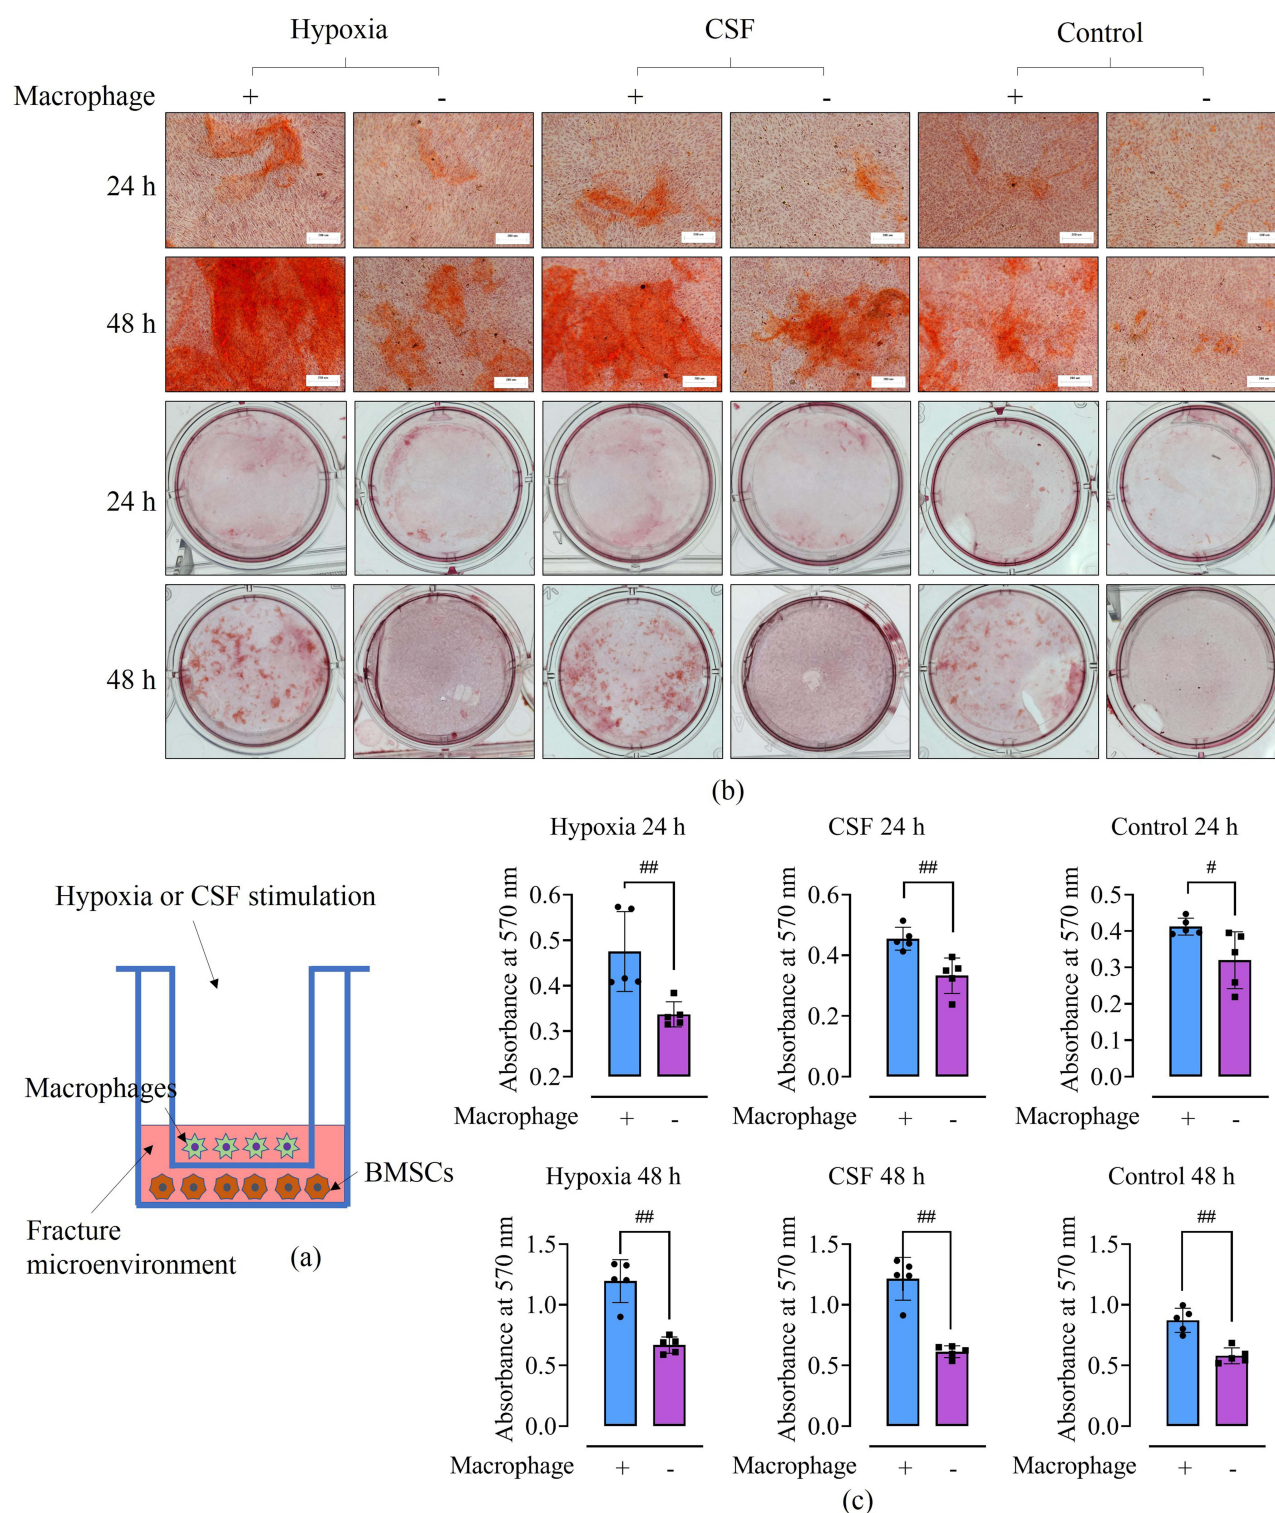 Hypoxia CSF Control
Macrophage + - + - + -
24 h
48 h
24 h
48 h
(b)
Hypoxia or CSF stimulation
Macrophages
BMSCs
Fracture
microenvironment
(a)
Hypoxia 24 h
##
Absorbance at 570 nm
0.6
0.5
0.4
0.3
0.2
Macrophage + -
CSF 24 h
##
Absorbance at 570 nm
0.6
0.4
0.2
0.0
Macrophage + -
Control 24 h
#
Absorbance at 570 nm
0.5
0.4
0.3
0.2
0.1
0.0
Macrophage + -
Hypoxia 48 h
##
Absorbance at 570 nm
1.5
1.0
0.5
0.0
Macrophage + -
CSF 48 h
##
Absorbance at 570 nm
1.5
1.0
0.5
0.0
Macrophage + -
Control 48 h
##
Absorbance at 570 nm
1.5
1.0
0.5
0.0
Macrophage + -
(c)